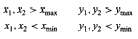 x₁, x₂ > xmax y₁, y₂ > ymax
x₁, x₂ < xmin y₁, y₂ < ymin